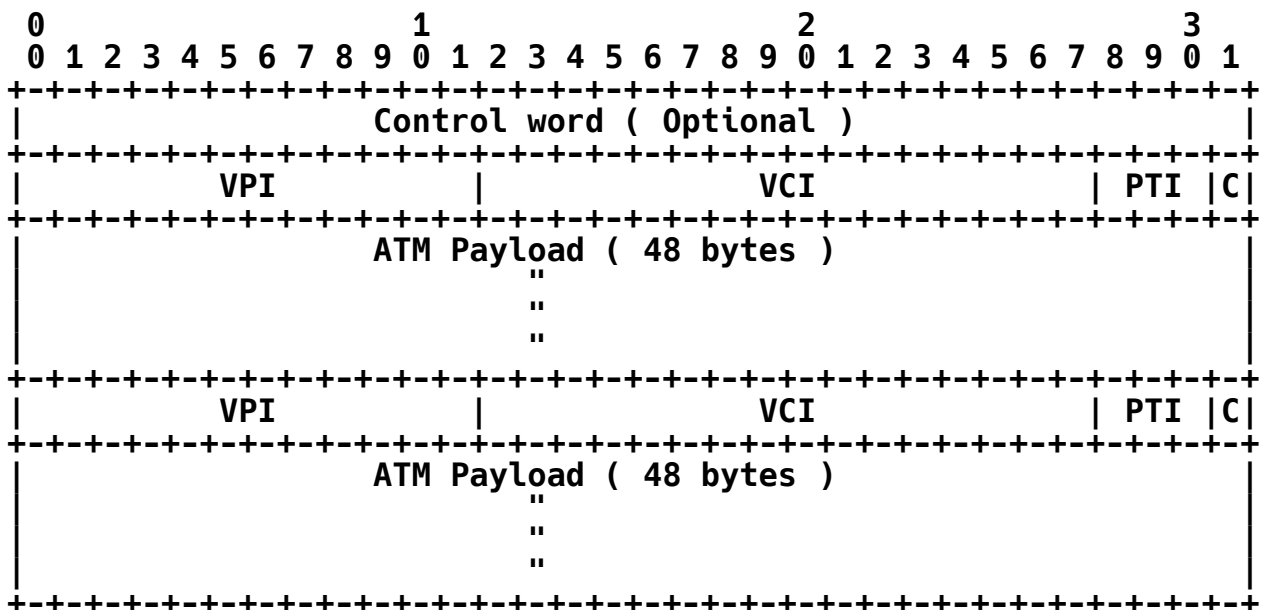 0                   1                   2                   3
 0 1 2 3 4 5 6 7 8 9 0 1 2 3 4 5 6 7 8 9 0 1 2 3 4 5 6 7 8 9 0 1
+-+-+-+-+-+-+-+-+-+-+-+-+-+-+-+-+-+-+-+-+-+-+-+-+-+-+-+-+-+-+-+-+
|                  Control word ( Optional )                    |
+-+-+-+-+-+-+-+-+-+-+-+-+-+-+-+-+-+-+-+-+-+-+-+-+-+-+-+-+-+-+-+-+
|          VPI          |              VCI              | PTI |C|
+-+-+-+-+-+-+-+-+-+-+-+-+-+-+-+-+-+-+-+-+-+-+-+-+-+-+-+-+-+-+-+-+
|                  ATM Payload ( 48 bytes )                     |
|                          "                                    |
|                          "                                    |
|                          "                                    |
+-+-+-+-+-+-+-+-+-+-+-+-+-+-+-+-+-+-+-+-+-+-+-+-+-+-+-+-+-+-+-+-+
|          VPI          |              VCI              | PTI |C|
+-+-+-+-+-+-+-+-+-+-+-+-+-+-+-+-+-+-+-+-+-+-+-+-+-+-+-+-+-+-+-+-+
|                  ATM Payload ( 48 bytes )                     |
|                          "                                    |
|                          "                                    |
|                          "                                    |
+-+-+-+-+-+-+-+-+-+-+-+-+-+-+-+-+-+-+-+-+-+-+-+-+-+-+-+-+-+-+-+-+